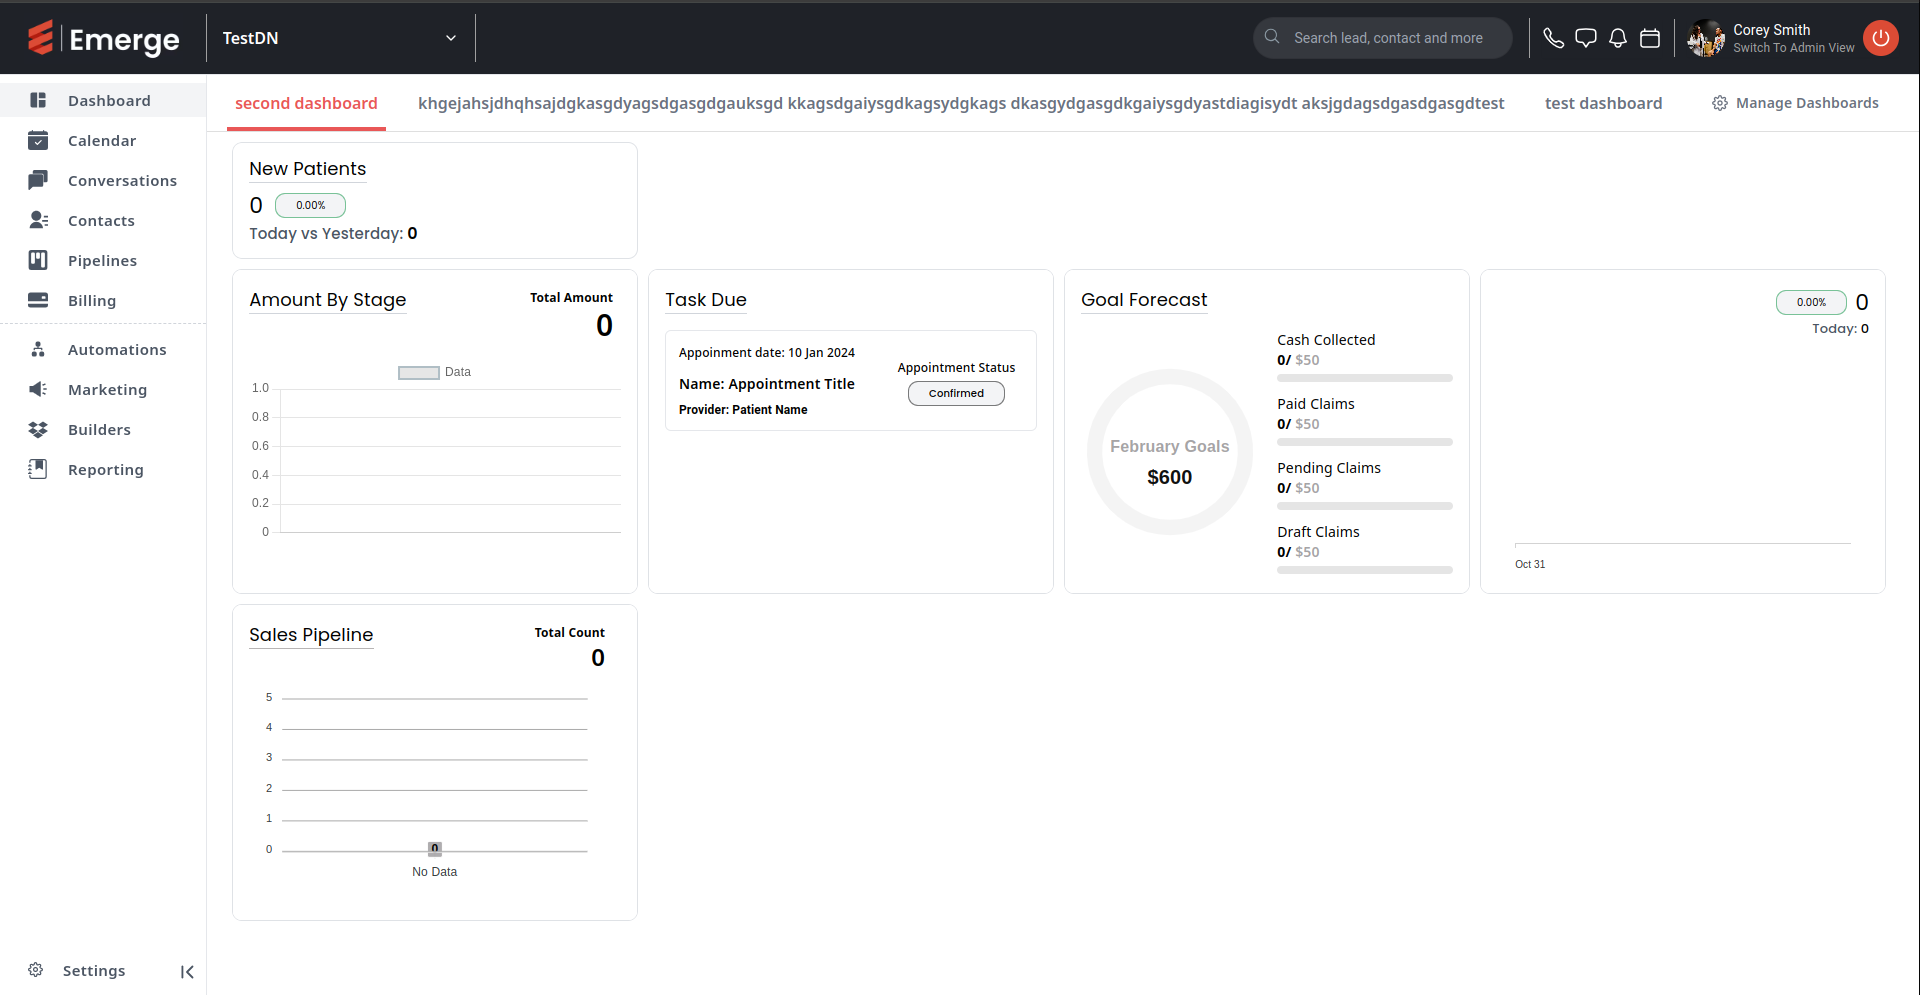 Emerge
TestDN
Search lead, contact and more
Corey Smith
Switch To Admin View
Dashboard
Calendar
Conversations
Contacts
Pipelines
Billing
Automations
Marketing
Builders
Reporting
Settings
second dashboard
khgejahsjdhqhsajdgkasgdyagsdgasgdgauksgd kkagsdgaiysgdkagsydgkags dkasgydgasgdkgaiysgdyastdiagisydt aksjgdagsdgasdgasgdtest
test dashboard
Manage Dashboards
New Patients
0 0.00%
Today vs Yesterday: 0
Amount By Stage
Total Amount
0
Data
1.0
0.8
0.6
0.4
0.2
0
Task Due
Appoinment date: 10 Jan 2024
Name: Appointment Title
Provider: Patient Name
Appointment Status
Confirmed
Goal Forecast
February Goals
$600
Cash Collected
0/ $50
Paid Claims
0/ $50
Pending Claims
0/ $50
Draft Claims
0/ $50
0.00% 0
Today: 0
Oct 31
Sales Pipeline
Total Count
0
5
4
3
2
1
0
0
No Data